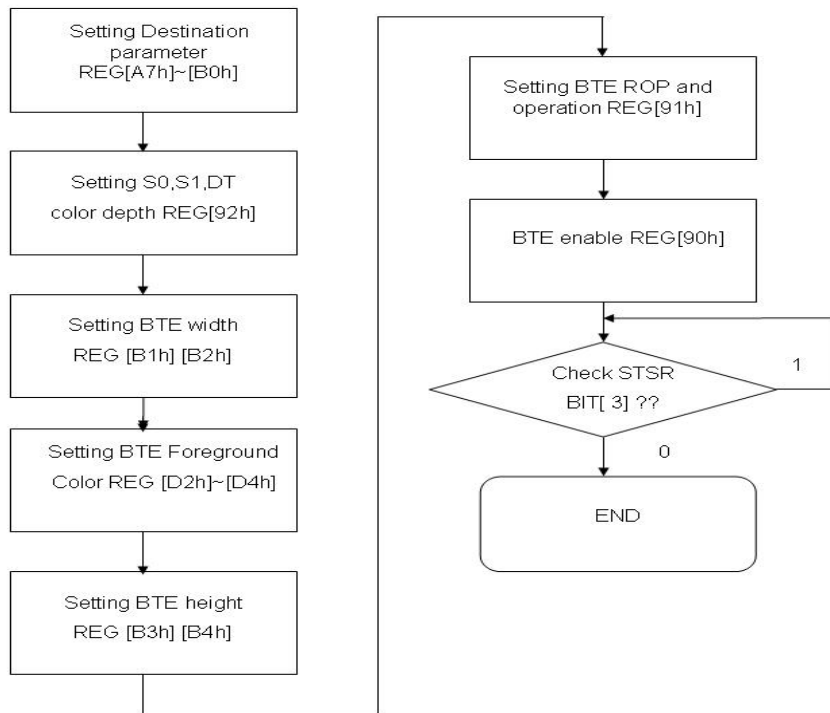 Setting Destination
parameter
REG[A7h]~[B0h]
Setting S0,S1,DT
color depth REG[92h]
Setting BTE width
REG [B1h] [B2h]
Setting BTE Foreground
Color REG [D2h]~[D4h]
Setting BTE height
REG [B3h] [B4h]
Setting BTE ROP and
operation REG[91h]
BTE enable REG[90h]
Check STSR
BIT[ 3] ??
1
0
END